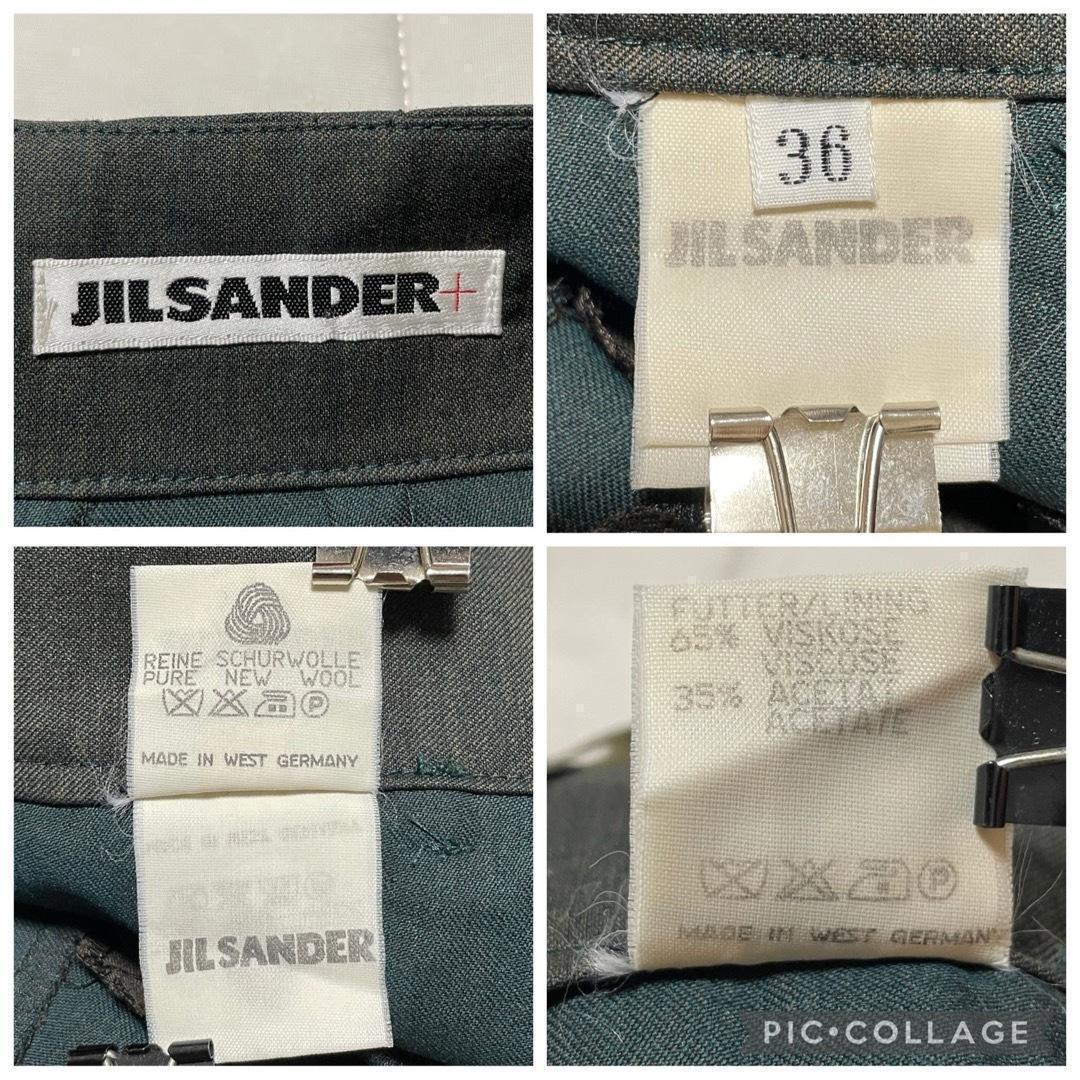 JILSANDER+
36
JILSANDER
REINE SCHURWOLLE
PURE NEW WOOL
P
MADE IN WEST GERMANY
JILSANDER
FUTTER/LINING
65% VISKOSE
VISCOSE
35% ACETAT
ACETATE
P
MADE IN WEST GERMAN
PIC•COLLAGE